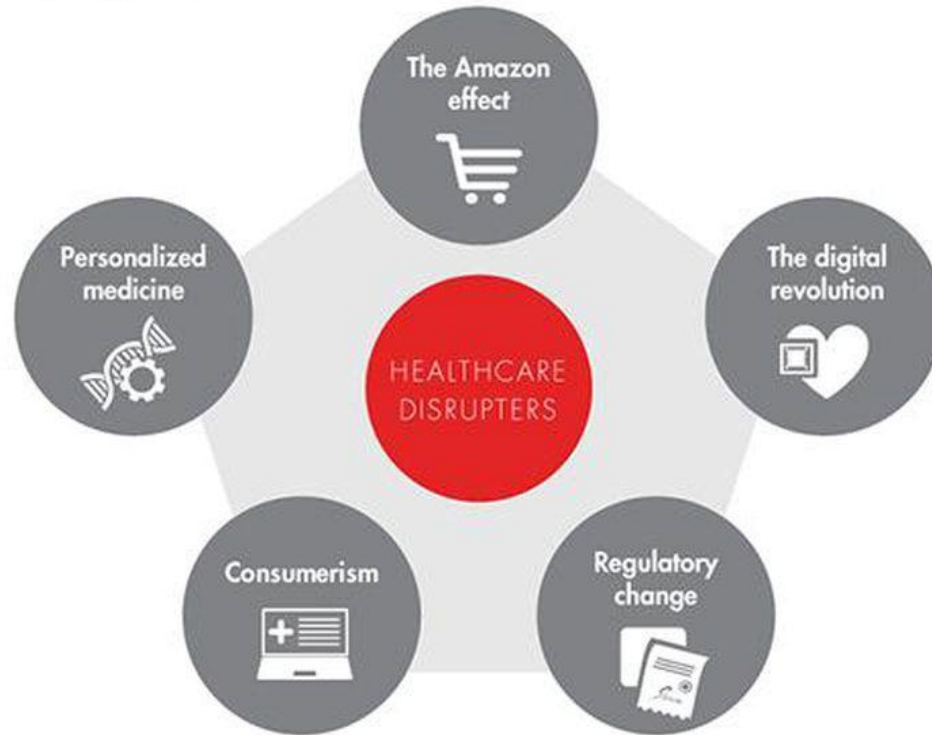 The Amazon
effect
Personalized
medicine
The digital
revolution
HEALTHCARE
DISRUPTERS
Consumerism
Regulatory
change